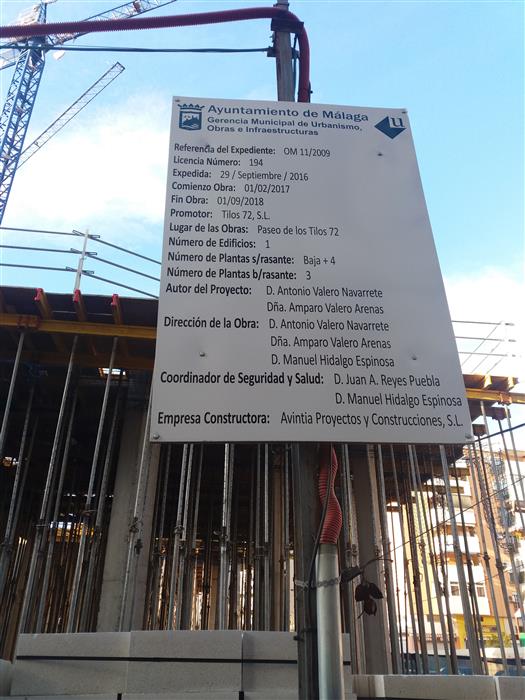 Ayuntamiento de Málaga
Gerencia Municipal de Urbanismo,
Obras e Infraestructuras
Referencia del Expediente: OM 11/2009
Licencia Número: 194
Expedida: 29 / Septiembre / 2016
Comienzo Obra: 01/02/2017
Fin Obra: 01/09/2018
Promotor: Tilos 72, S.L.
Lugar de las Obras: Paseo de los Tilos 72
Número de Edificios: 1
Número de Plantas s/rasante: Baja + 4
Número de Plantas b/rasante: 3
Autor del Proyecto: D. Antonio Valero Navarrete
Dña. Amparo Valero Arenas
Dirección de la Obra: D. Antonio Valero Navarrete
Dña. Amparo Valero Arenas
D. Manuel Hidalgo Espinosa
Coordinador de Seguridad y Salud: D. Juan A. Reyes Puebla
D. Manuel Hidalgo Espinosa
Empresa Constructora: Avintia Proyectos y Construcciones, S.L.